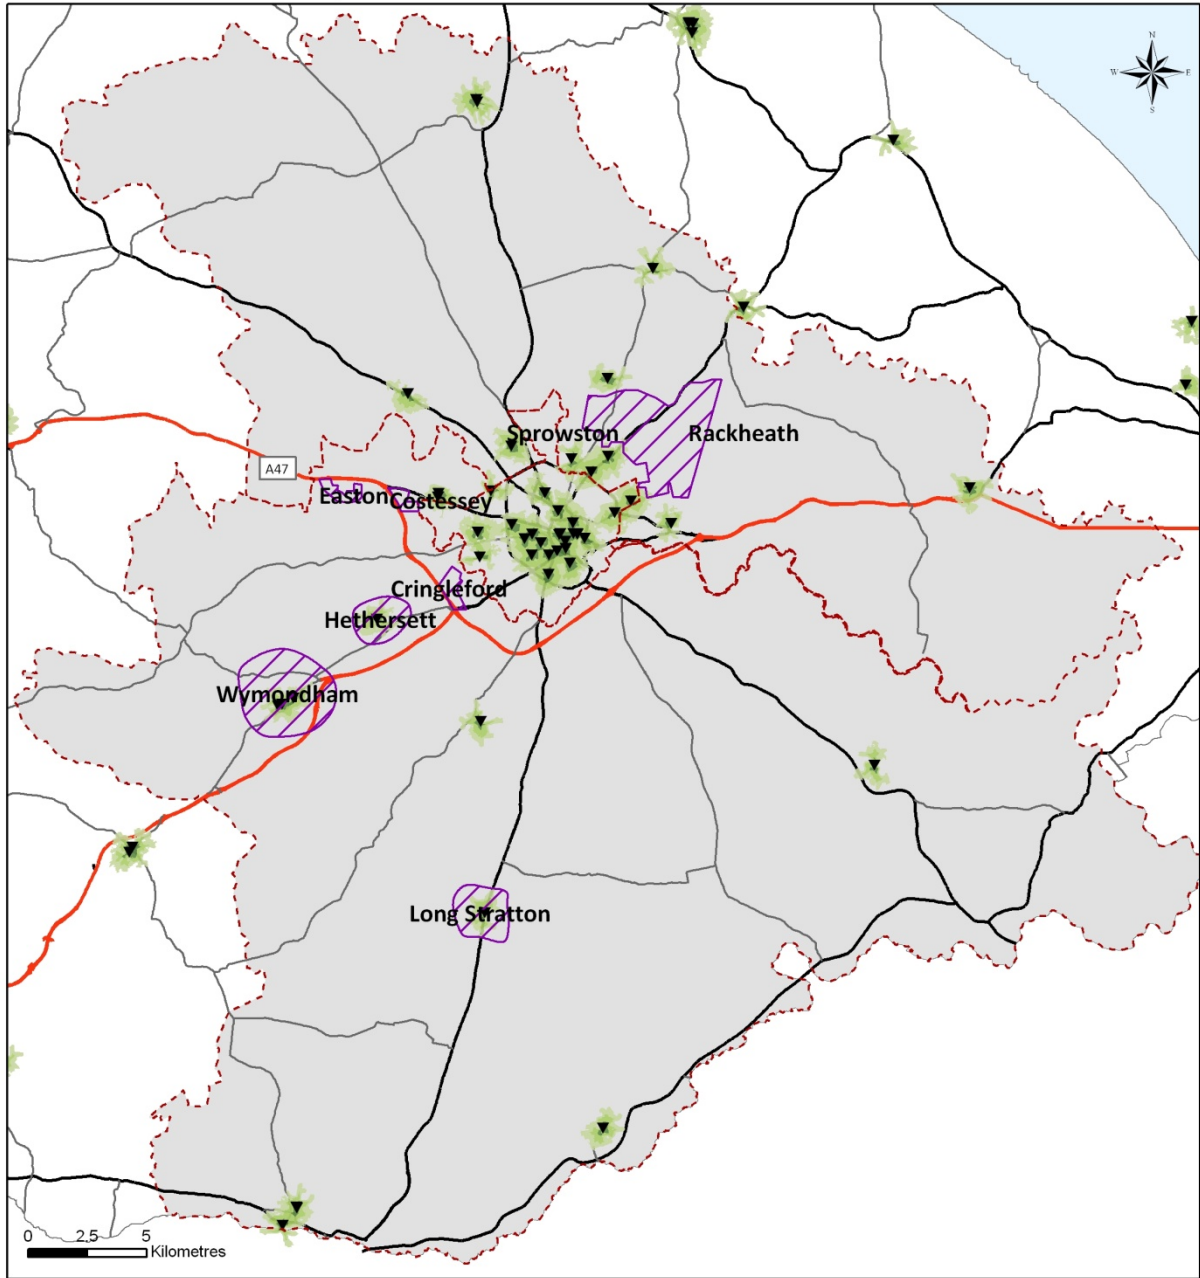 N
W E
S
Sprowston
Rackheath
A47
Easton
Costessey
Cringleford
Hethersett
Wymondham
Long Stratton
0 2.5 5
Kilometres